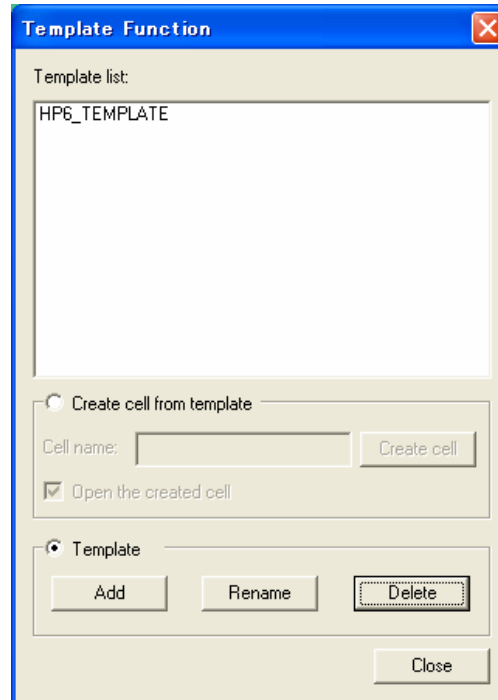 Template Function
Template list:
HP6_TEMPLATE
Create cell from template
Cell name:
Create cell
Open the created cell
Template
Add Rename Delete
Close